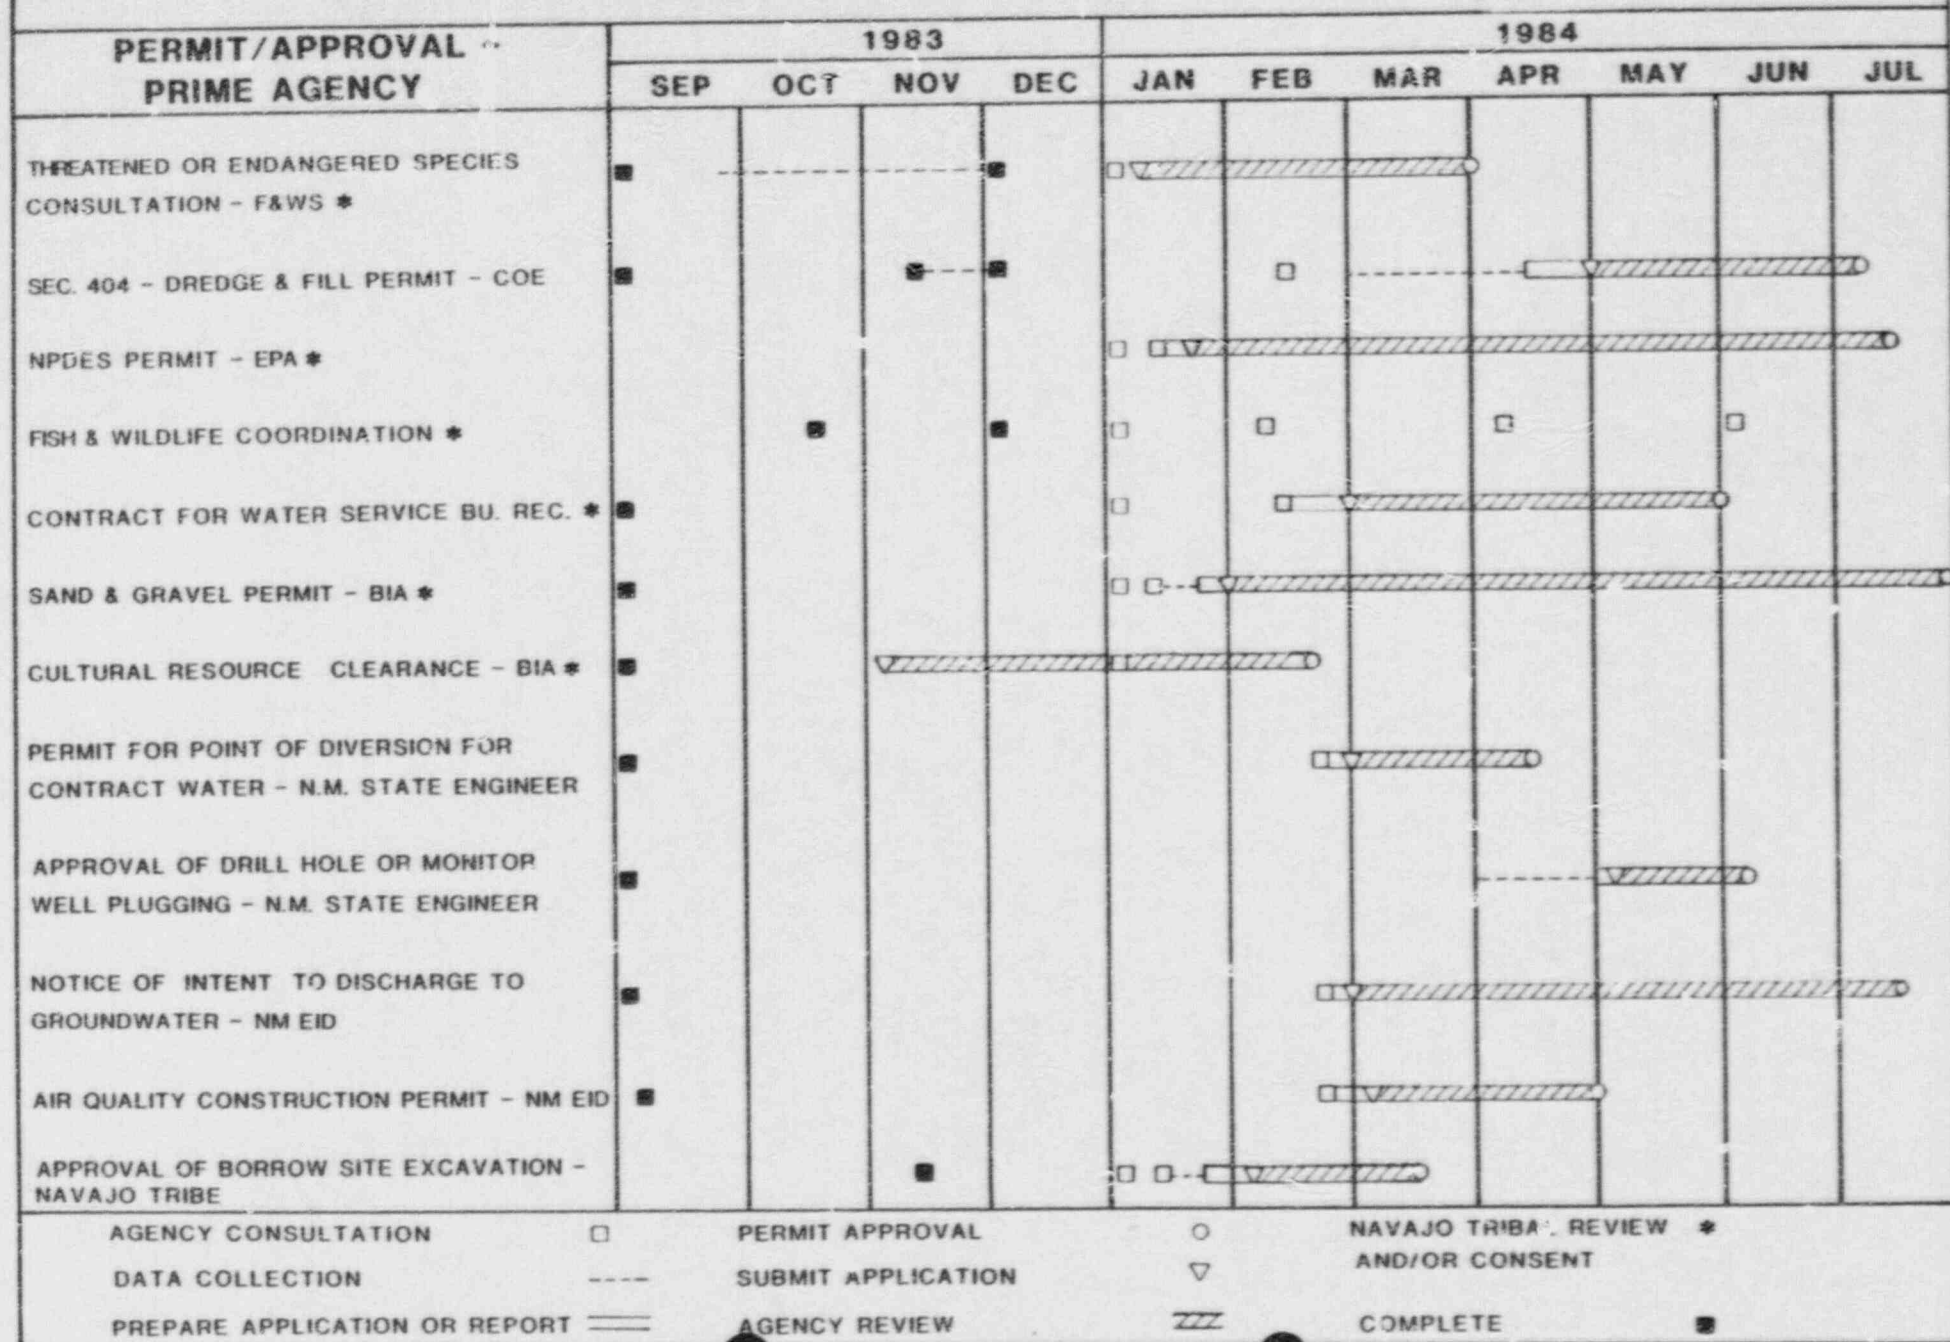 PERMIT/APPROVAL
PRIME AGENCY
1983
1984
SEP OCT NOV DEC JAN FEB MAR APR MAY JUN JUL
THREATENED OR ENDANGERED SPECIES
CONSULTATION - F&WS *
SEC. 404 - DREDGE & FILL PERMIT - COE
NPDES PERMIT - EPA *
FISH & WILDLIFE COORDINATION *
CONTRACT FOR WATER SERVICE BU. REC. *
SAND & GRAVEL PERMIT - BIA *
CULTURAL RESOURCE CLEARANCE - BIA *
PERMIT FOR POINT OF DIVERSION FOR
CONTRACT WATER - N.M. STATE ENGINEER
APPROVAL OF DRILL HOLE OR MONITOR
WELL PLUGGING - N.M. STATE ENGINEER
NOTICE OF INTENT TO DISCHARGE TO
GROUNDWATER - NM EID
AIR QUALITY CONSTRUCTION PERMIT - NM EID
APPROVAL OF BORROW SITE EXCAVATION -
NAVAJO TRIBE
AGENCY CONSULTATION
DATA COLLECTION
PREPARE APPLICATION OR REPORT
PERMIT APPROVAL
SUBMIT APPLICATION
AGENCY REVIEW
NAVAJO TRIBAL REVIEW *
AND/OR CONSENT
COMPLETE